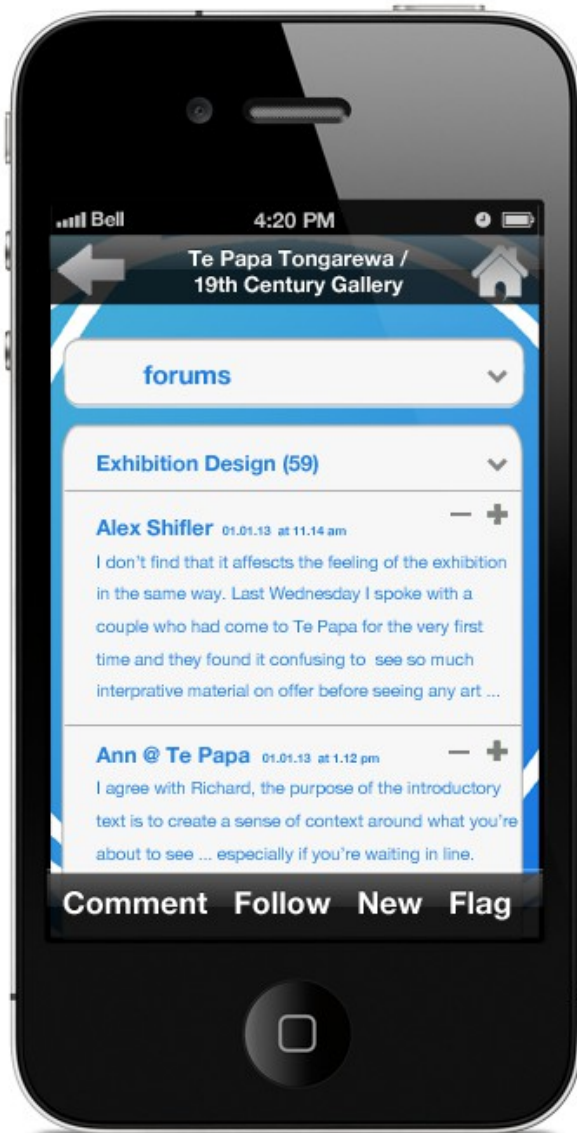 Bell 4:20 PM
Te Papa Tongarewa /
19th Century Gallery
forums
Exhibition Design (59)
Alex Shifler 01.01.13 at 11.14 am
I don't find that it affescts the feeling of the exhibition
in the same way. Last Wednesday I spoke with a
couple who had come to Te Papa for the very first
time and they found it confusing to see so much
interprative material on offer before seeing any art ...
Ann @ Te Papa 01.01.13 at 1.12 pm
I agree with Richard, the purpose of the introductory
text is to create a sense of context around what you're
about to see ... especially if you're waiting in line.
Comment Follow New Flag